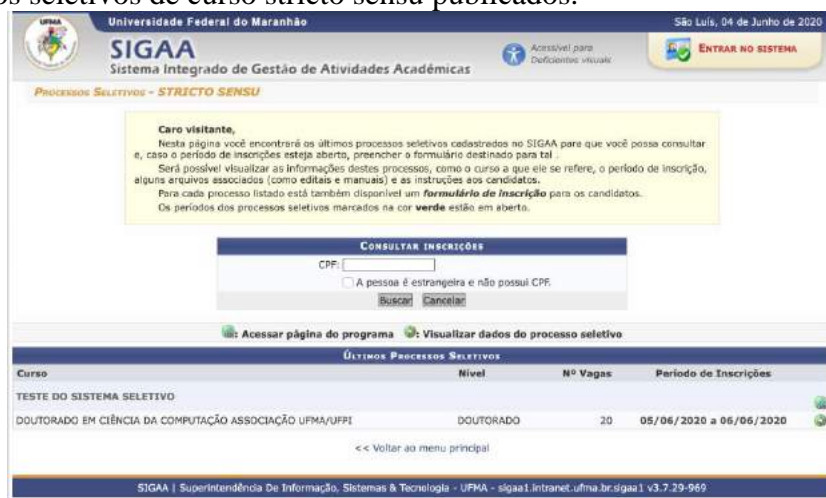 os seletivos de curso stricto sensu publicados.
UFMA
Universidade Federal do Maranhão
São Luís, 04 de Junho de 2020
SIGAA
Sistema Integrado de Gestão de Atividades Acadêmicas
Acessível para
Deficientes visuais
ENTRAR NO SISTEMA
PROCESSOS SELETIVOS - STRICTO SENSU
Caro visitante,
Nesta página você encontrará os últimos processos seletivos cadastrados no SIGAA para que você possa consultar
e, caso o período de inscrições esteja aberto, preencher o formulário destinado para tal .
Será possível visualizar as informações destes processos, como o curso a que ele se refere, o período de inscrição,
alguns arquivos associados (como editais e manuais) e as instruções aos candidatos.
Para cada processo listado está também disponível um formulário de inscrição para os candidatos.
Os períodos dos processos seletivos marcados na cor verde estão em aberto.
CONSULTAR INSCRIÇÕES
CPF:
A pessoa é estrangeira e não possui CPF.
Buscar Cancelar
: Acessar página do programa : Visualizar dados do processo seletivo
ÚLTIMOS PROCESSOS SELETIVOS
Curso Nível Nº Vagas Período de Inscrições
TESTE DO SISTEMA SELETIVO
DOUTORADO EM CIÊNCIA DA COMPUTAÇÃO ASSOCIAÇÃO UFMA/UFPI DOUTORADO 20 05/06/2020 a 06/06/2020
<< Voltar ao menu principal
SIGAA | Superintendência De Informação, Sistemas & Tecnologia - UFMA - sigaa1.intranet.ufma.br.sigaa1 v3.7.29-969